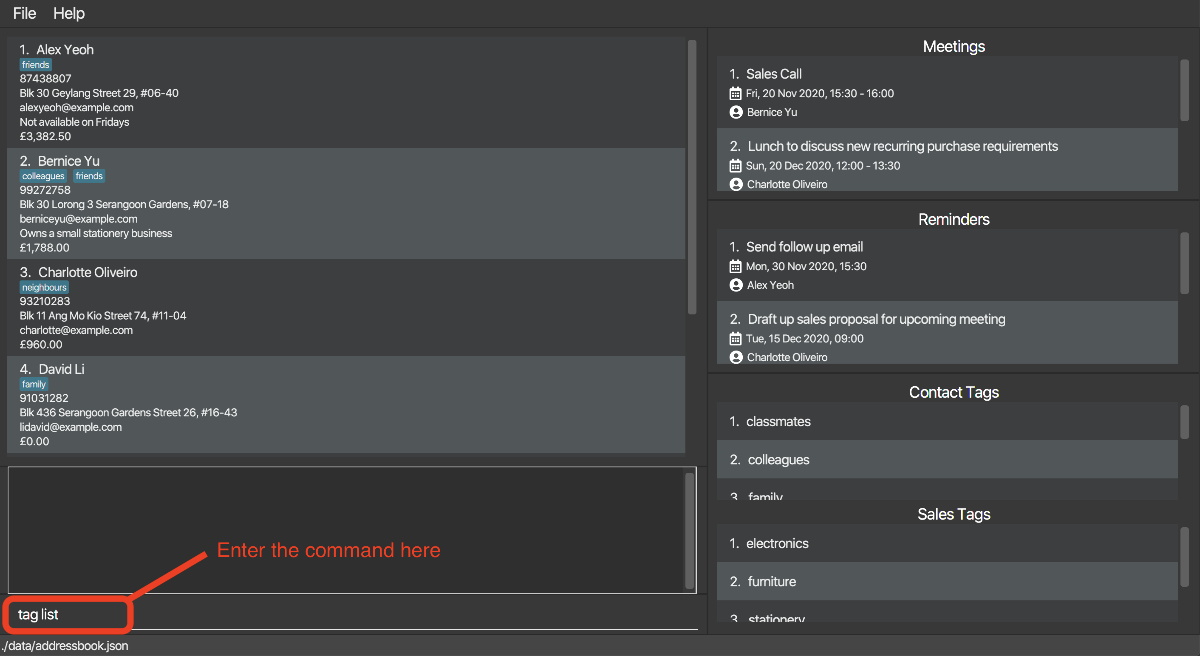 File Help
1. Alex Yeoh
friends
87438807
Blk 30 Geylang Street 29, #06-40
alexyeoh@example.com
Not available on Fridays
£3,382.50
2. Bernice Yu
colleagues friends
99272758
Blk 30 Lorong 3 Serangoon Gardens, #07-18
berniceyu@example.com
Owns a small stationery business
£1,788.00
3. Charlotte Oliveiro
neighbours
93210283
Blk 11 Ang Mo Kio Street 74, #11-04
charlotte@example.com
£960.00
4. David Li
family
91031282
Blk 436 Serangoon Gardens Street 26, #16-43
lidavid@example.com
£0.00
Enter the command here
tag list
./data/addressbook.json
Meetings
1. Sales Call
Fri, 20 Nov 2020, 15:30 - 16:00
Bernice Yu
2. Lunch to discuss new recurring purchase requirements
Sun, 20 Dec 2020, 12:00 - 13:30
Charlotte Oliveiro
Reminders
1. Send follow up email
Mon, 30 Nov 2020, 15:30
Alex Yeoh
2. Draft up sales proposal for upcoming meeting
Tue, 15 Dec 2020, 09:00
Charlotte Oliveiro
Contact Tags
1. classmates
2. colleagues
3. family
Sales Tags
1. electronics
2. furniture
3. stationery